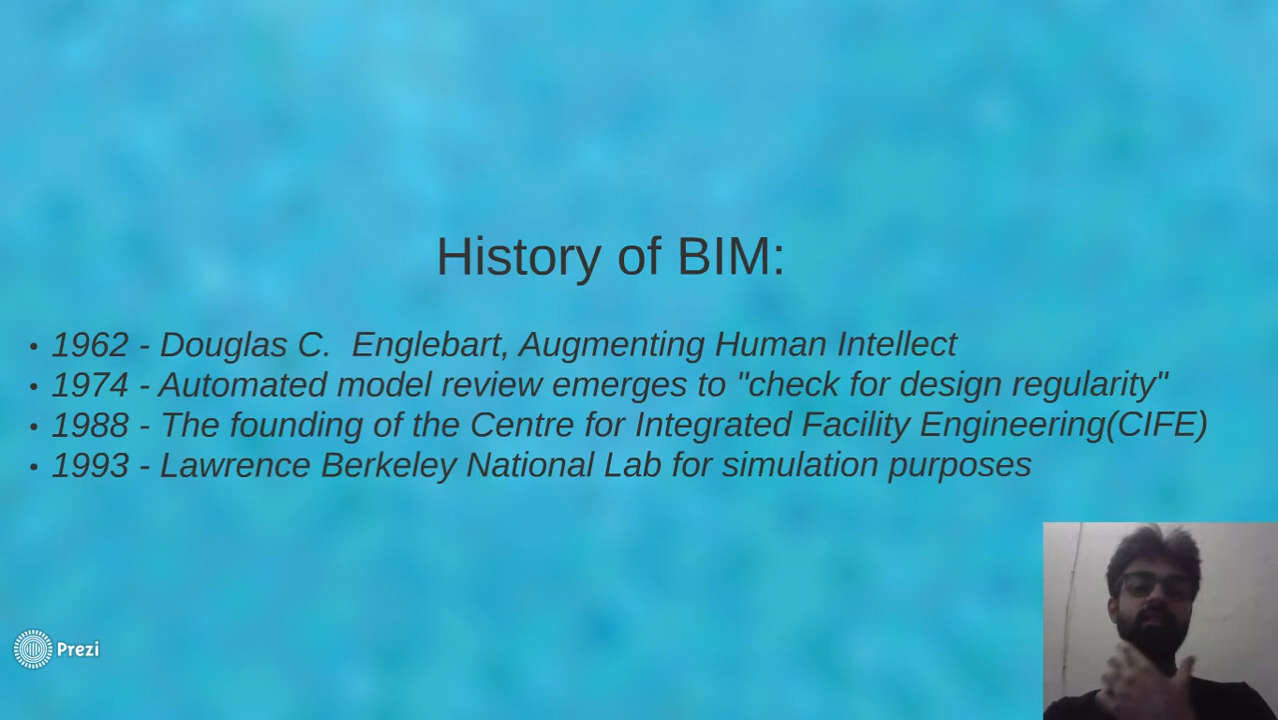 History of BIM:
• 1962 - Douglas C.  Englebart, Augmenting Human Intellect
• 1974 - Automated model review emerges to "check for design regularity"
• 1988 - The founding of the Centre for Integrated Facility Engineering(CIFE)
• 1993 - Lawrence Berkeley National Lab for simulation purposes
Prezi